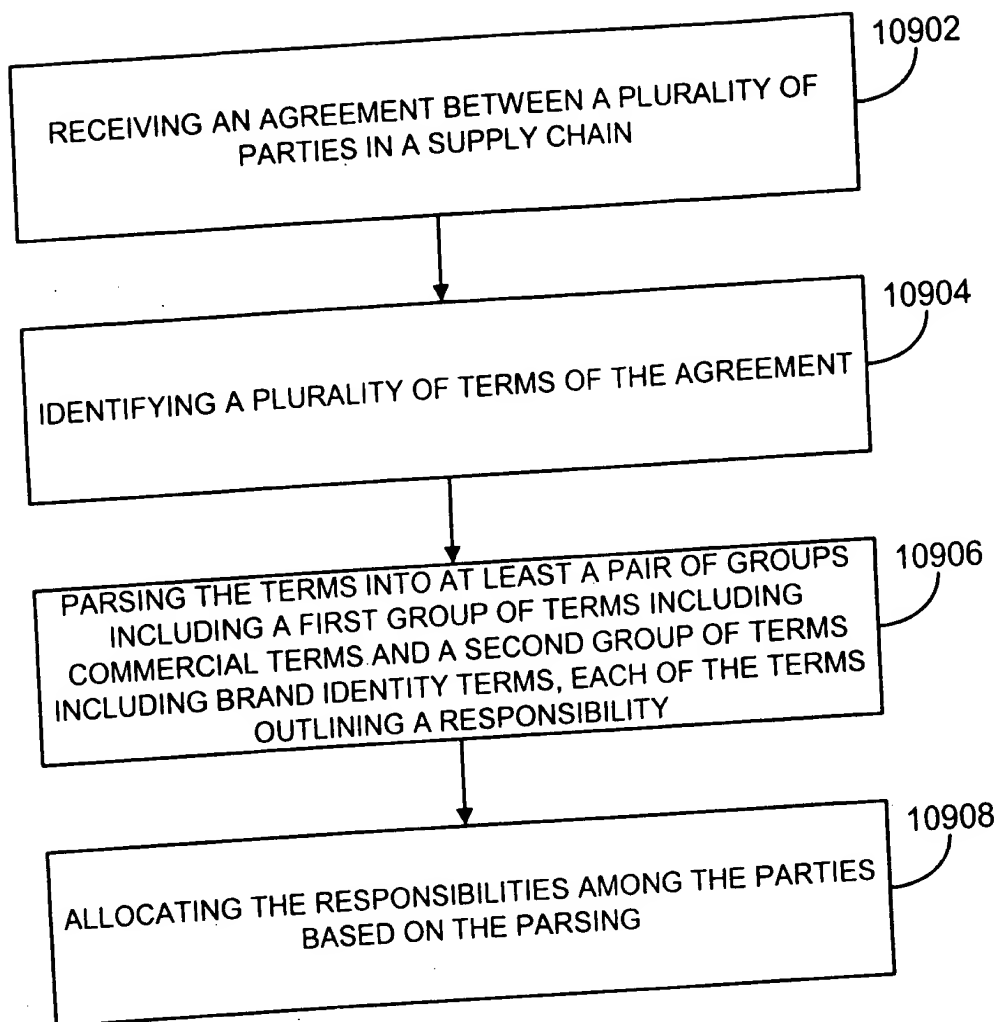 10902
RECEIVING AN AGREEMENT BETWEEN A PLURALITY OF
PARTIES IN A SUPPLY CHAIN
10904
IDENTIFYING A PLURALITY OF TERMS OF THE AGREEMENT
10906
PARSING THE TERMS INTO AT LEAST A PAIR OF GROUPS
INCLUDING A FIRST GROUP OF TERMS INCLUDING
COMMERCIAL TERMS AND A SECOND GROUP OF TERMS
INCLUDING BRAND IDENTITY TERMS, EACH OF THE TERMS
OUTLINING A RESPONSIBILITY
10908
ALLOCATING THE RESPONSIBILITIES AMONG THE PARTIES
BASED ON THE PARSING